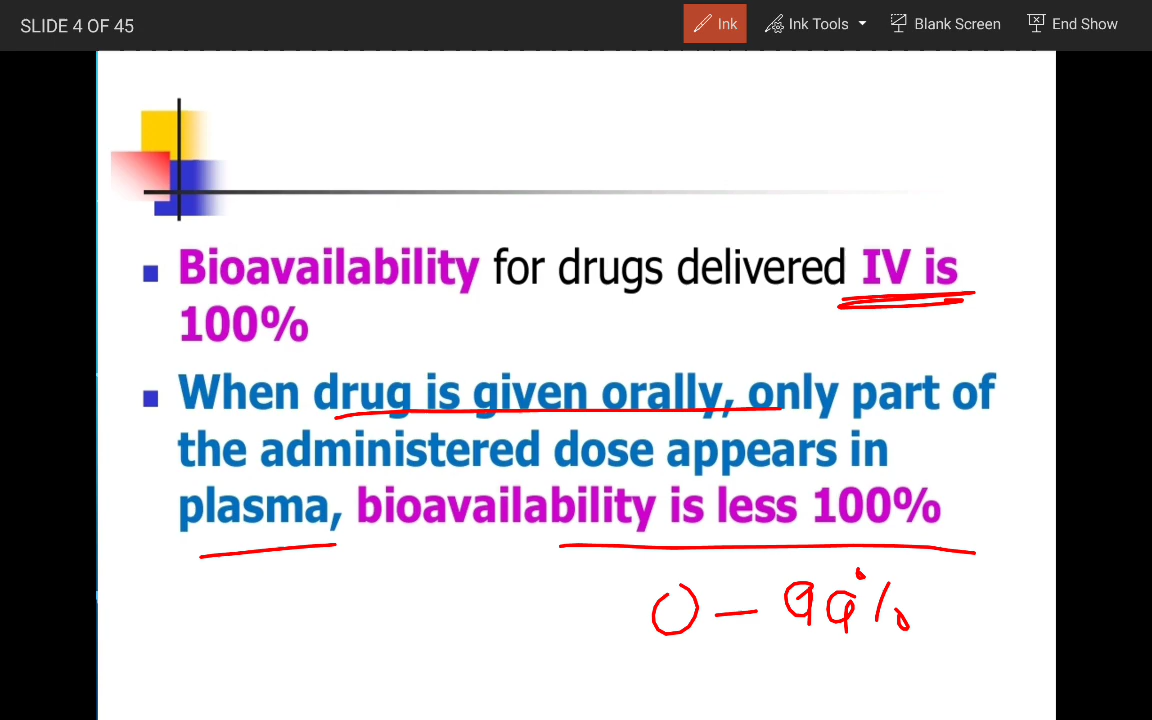 SLIDE 4 OF 45
Ink
Ink Tools
Blank Screen
End Show
Bioavailability for drugs delivered IV is
100%
When drug is given orally, only part of
the administered dose appears in
plasma, bioavailability is less 100%
0 - 99%